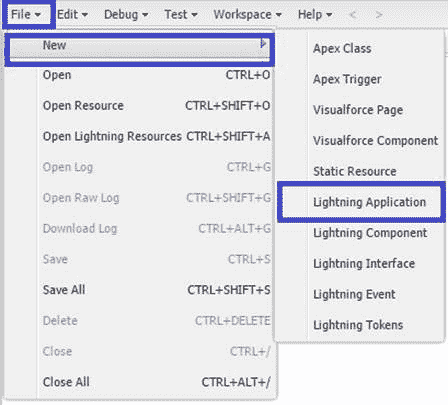 File Edit Debug Test Workspace Help < >
New
Open CTRL+O
Open Resource CTRL+SHIFT+O
Open Lightning Resources CTRL+SHIFT+A
Open Log CTRL+G
Open Raw Log CTRL+SHIFT+G
Download Log CTRL+ALT+G
Save CTRL+S
Save All CTRL+SHIFT+S
Delete CTRL+DELETE
Close CTRL+/
Close All CTRL+ALT+/
Apex Class
Apex Trigger
Visualforce Page
Visualforce Component
Static Resource
Lightning Application
Lightning Component
Lightning Interface
Lightning Event
Lightning Tokens